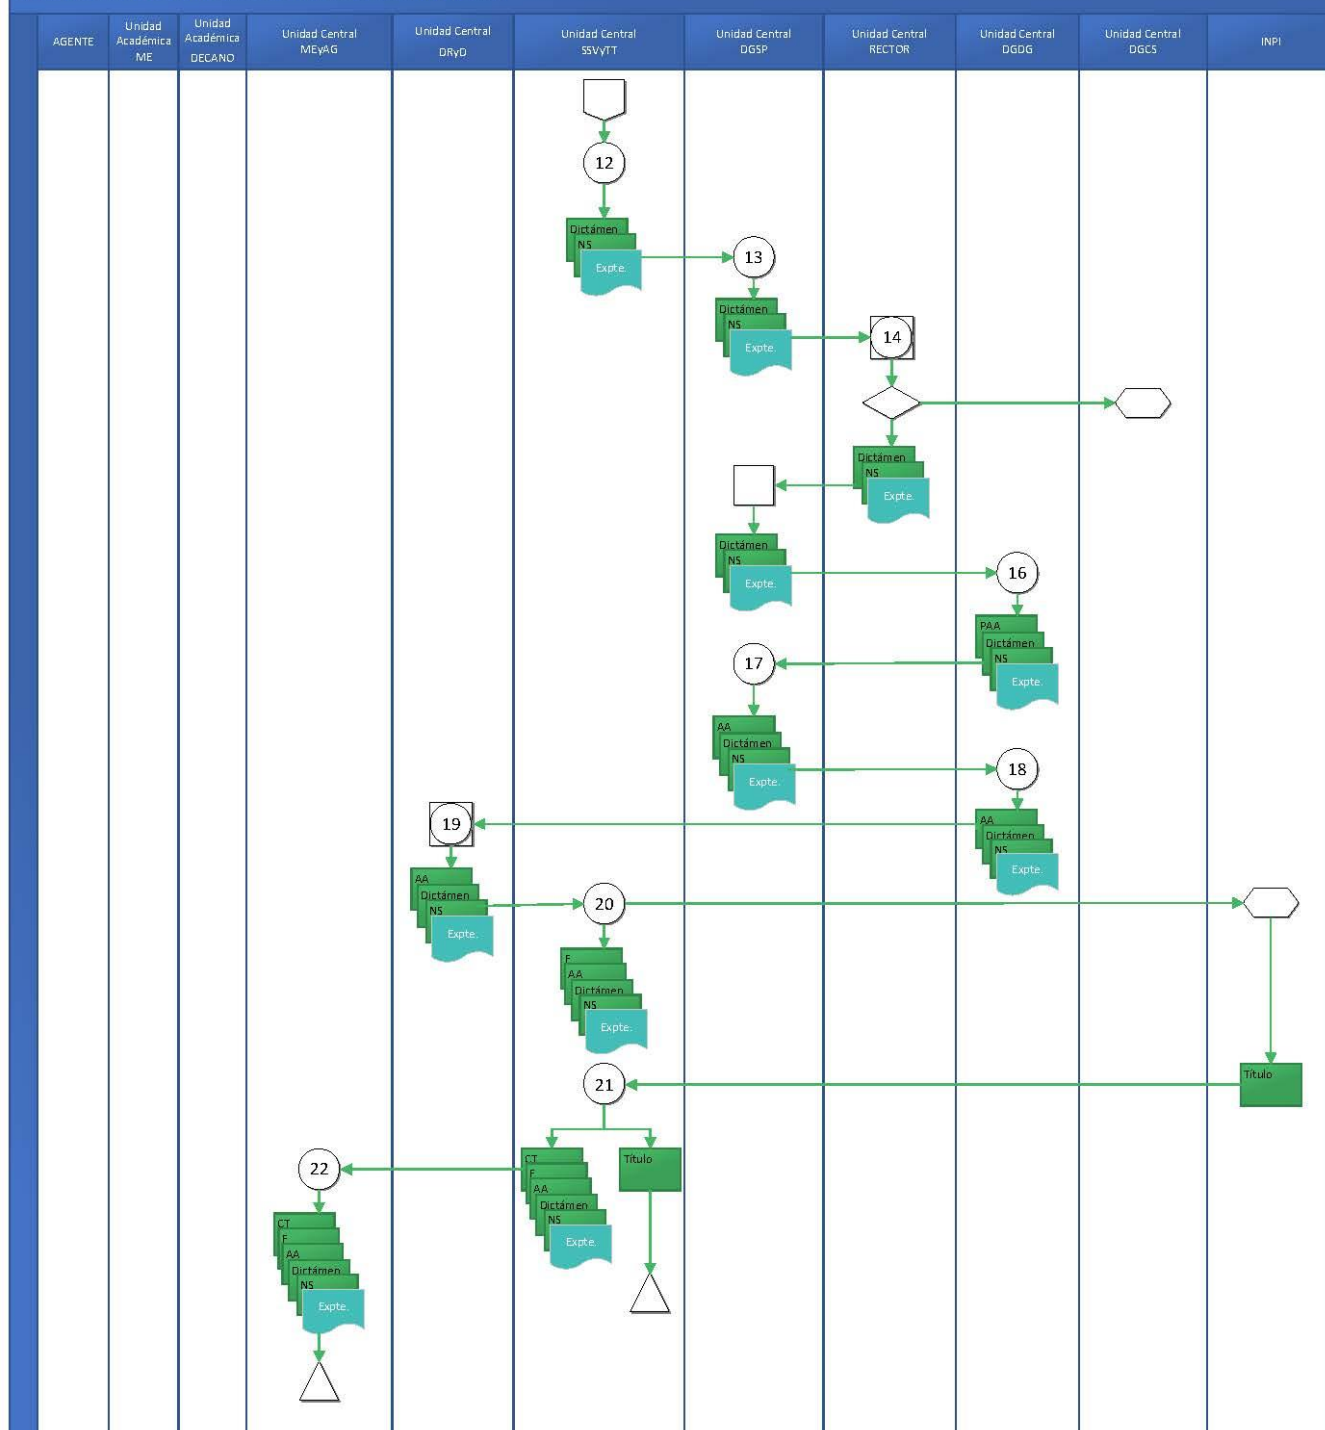 AGENTE
Unidad
Académica
ME
Unidad
Académica
DECANO
Unidad Central
MEyAG
Unidad Central
DRyD
Unidad Central
SSVyTT
Unidad Central
DGSP
Unidad Central
RECTOR
Unidad Central
DGDG
Unidad Central
DGCS
INPI
12
Dictámen
NS
Expte.
13
Dictámen
NS
Expte.
14
Dictámen
NS
Expte.
Dictámen
NS
Expte.
16
PAA
Dictámen
NS
Expte.
17
AA
Dictámen
NS
Expte.
18
AA
Dictámen
NS
Expte.
19
AA
Dictámen
NS
Expte.
20
F
AA
Dictámen
NS
Expte.
Título
21
CT
F
AA
Dictámen
NS
Expte.
Título
22
CT
F
AA
Dictámen
NS
Expte.